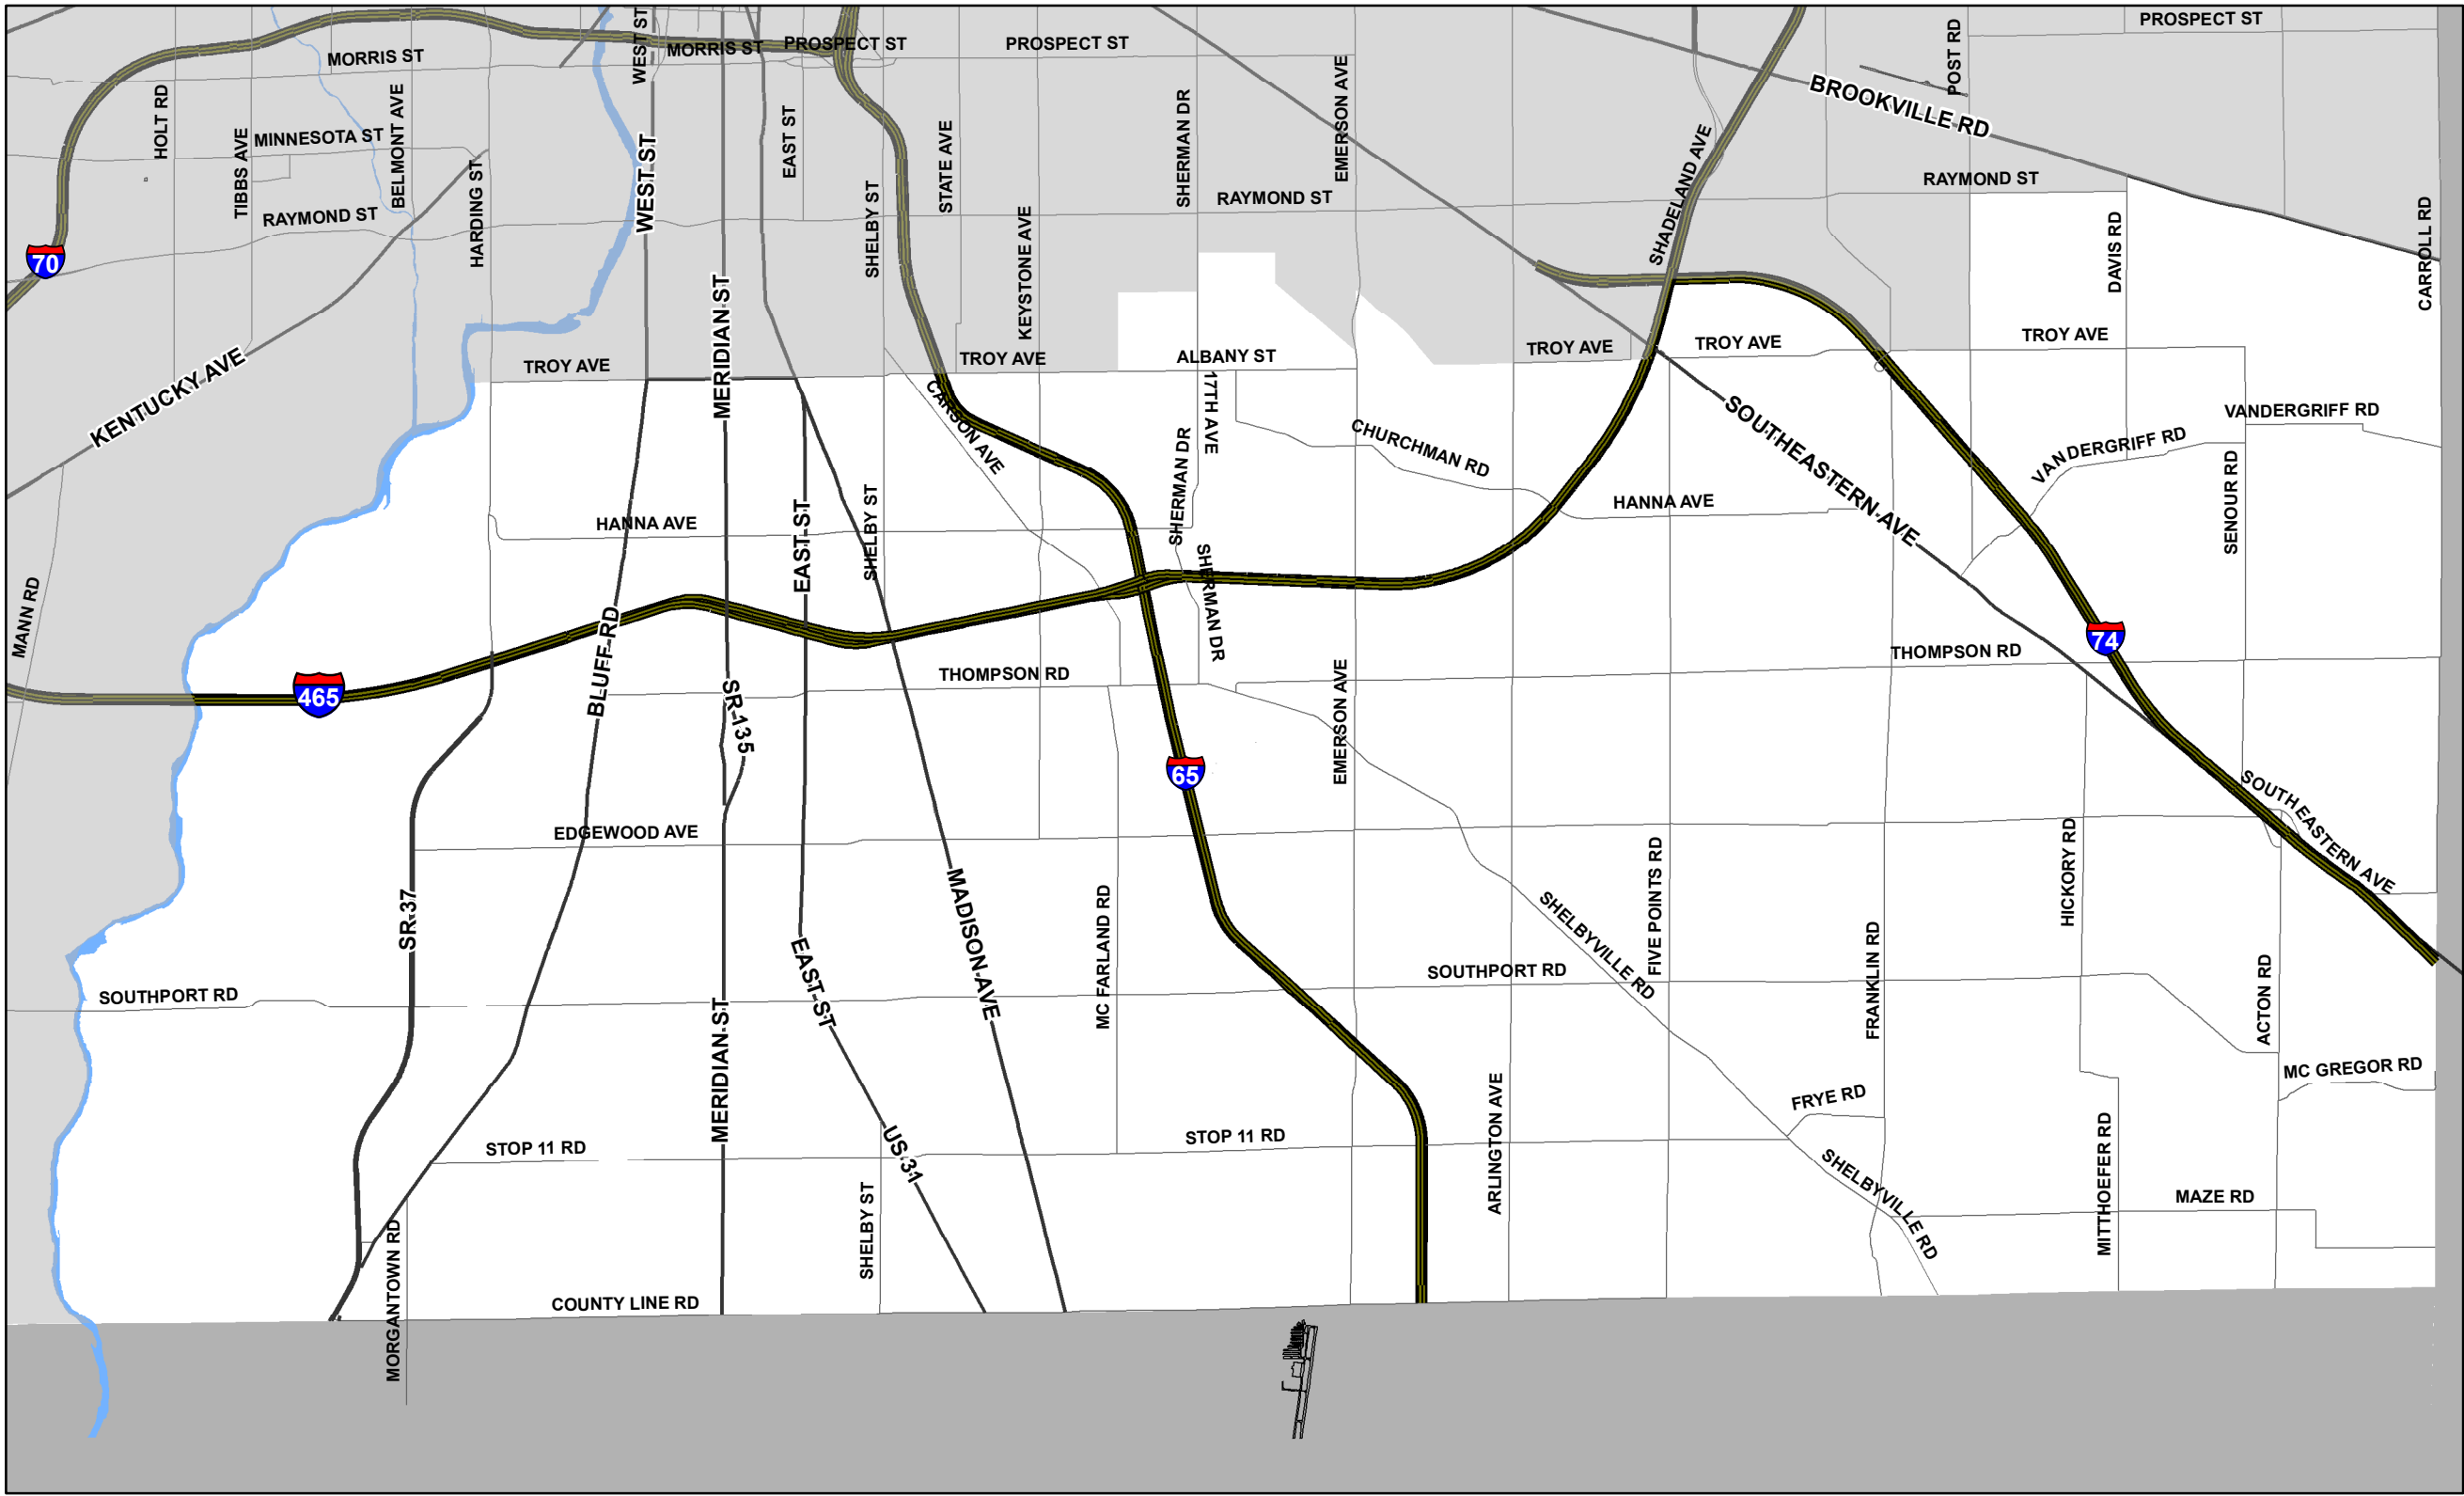 PROSPECT ST
WEST ST
MORRIS ST
PROSPECT ST
PROSPECT ST
POST RD
MORRIS ST
BROOKVILLE RD
HOLT RD
TIBBS AVE
MINNESOTA ST
BELMONT AVE
HARDING ST
WEST ST
EAST ST
SHELBY ST
STATE AVE
KEYSTONE AVE
SHERMAN DR
EMERSON AVE
SHADELAND AVE
RAYMOND ST
RAYMOND ST
RAYMOND ST
DAVIS RD
CARROLL RD
70
MERIDIAN ST
KENTUCKY AVE
TROY AVE
TROY AVE
ALBANY ST
TROY AVE
TROY AVE
TROY AVE
CARSON AVE
17TH AVE
CHURCHMAN RD
SOUTHEASTERN AVE
VANDERGRIFF RD
VANDERGRIFF RD
SENOUR RD
HANNA AVE
EAST ST
SHELBY ST
SHERMAN DR
SHERMAN DR
HANNA AVE
MANN RD
BLUFF RD
465
SR 135
THOMPSON RD
THOMPSON RD
74
EMERSON AVE
65
EDGEWOOD AVE
SOUTH EASTERN AVE
SR 37
EAST ST
MADISON AVE
MC FARLAND RD
SHELBYVILLE RD
FIVE POINTS RD
FRANKLIN RD
HICKORY RD
ACTON RD
SOUTHPORT RD
SOUTHPORT RD
MERIDIAN ST
MC GREGOR RD
FRYE RD
STOP 11 RD
US 31
STOP 11 RD
ARLINGTON AVE
SHELBYVILLE RD
MITTHOEFER RD
MAZE RD
SHELBY ST
MORGANTOWN RD
COUNTY LINE RD